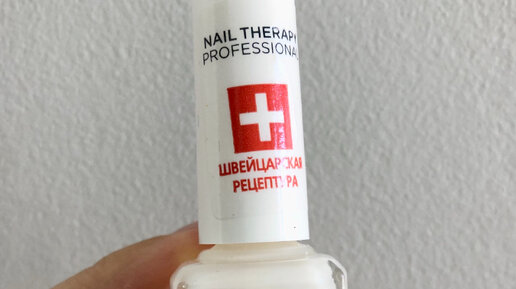 NAIL THERAPY
PROFESSIONAL
ШВЕЙЦАРСКАЯ
РЕЦЕПТУРА